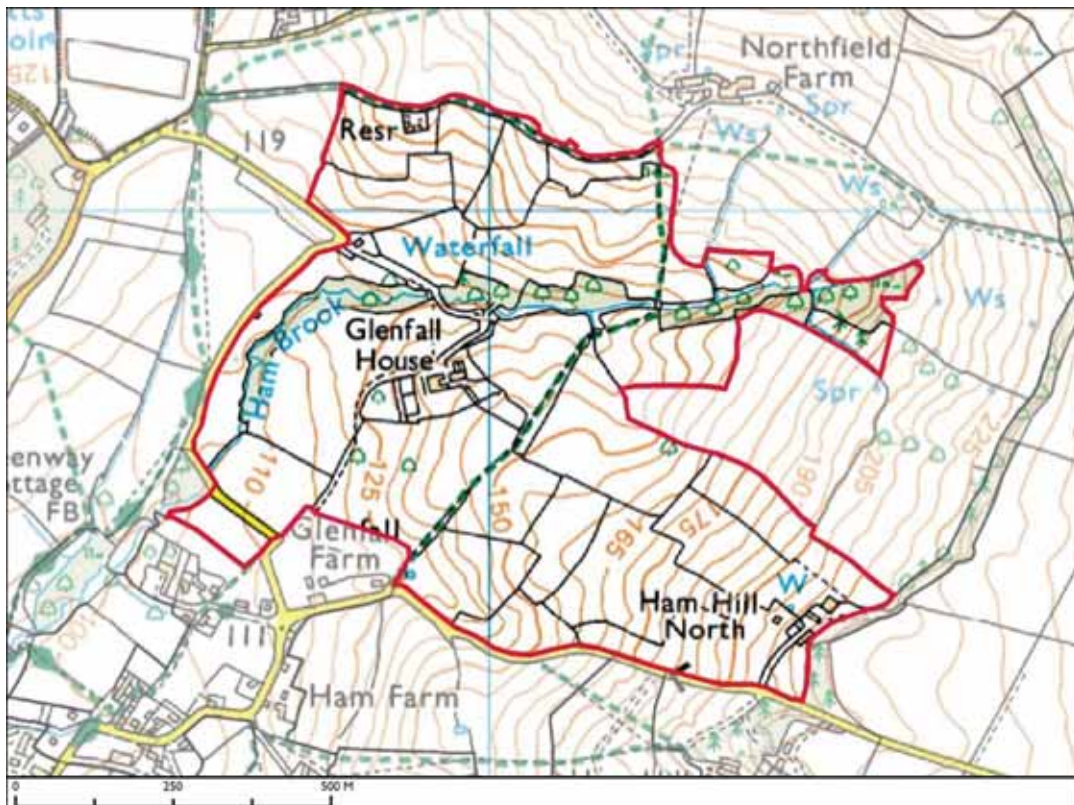 Spr
Northfield
Farm
Spr
Resr
119
Ws
Ws
Waterfall
Ws
Glenfall
House
Ham Brook
Spr
225
205
190
FB
110
125
150
175
165
Glenfall
Farm
W
Ham Hill
North
111
100
Ham Farm
0 250 500 M